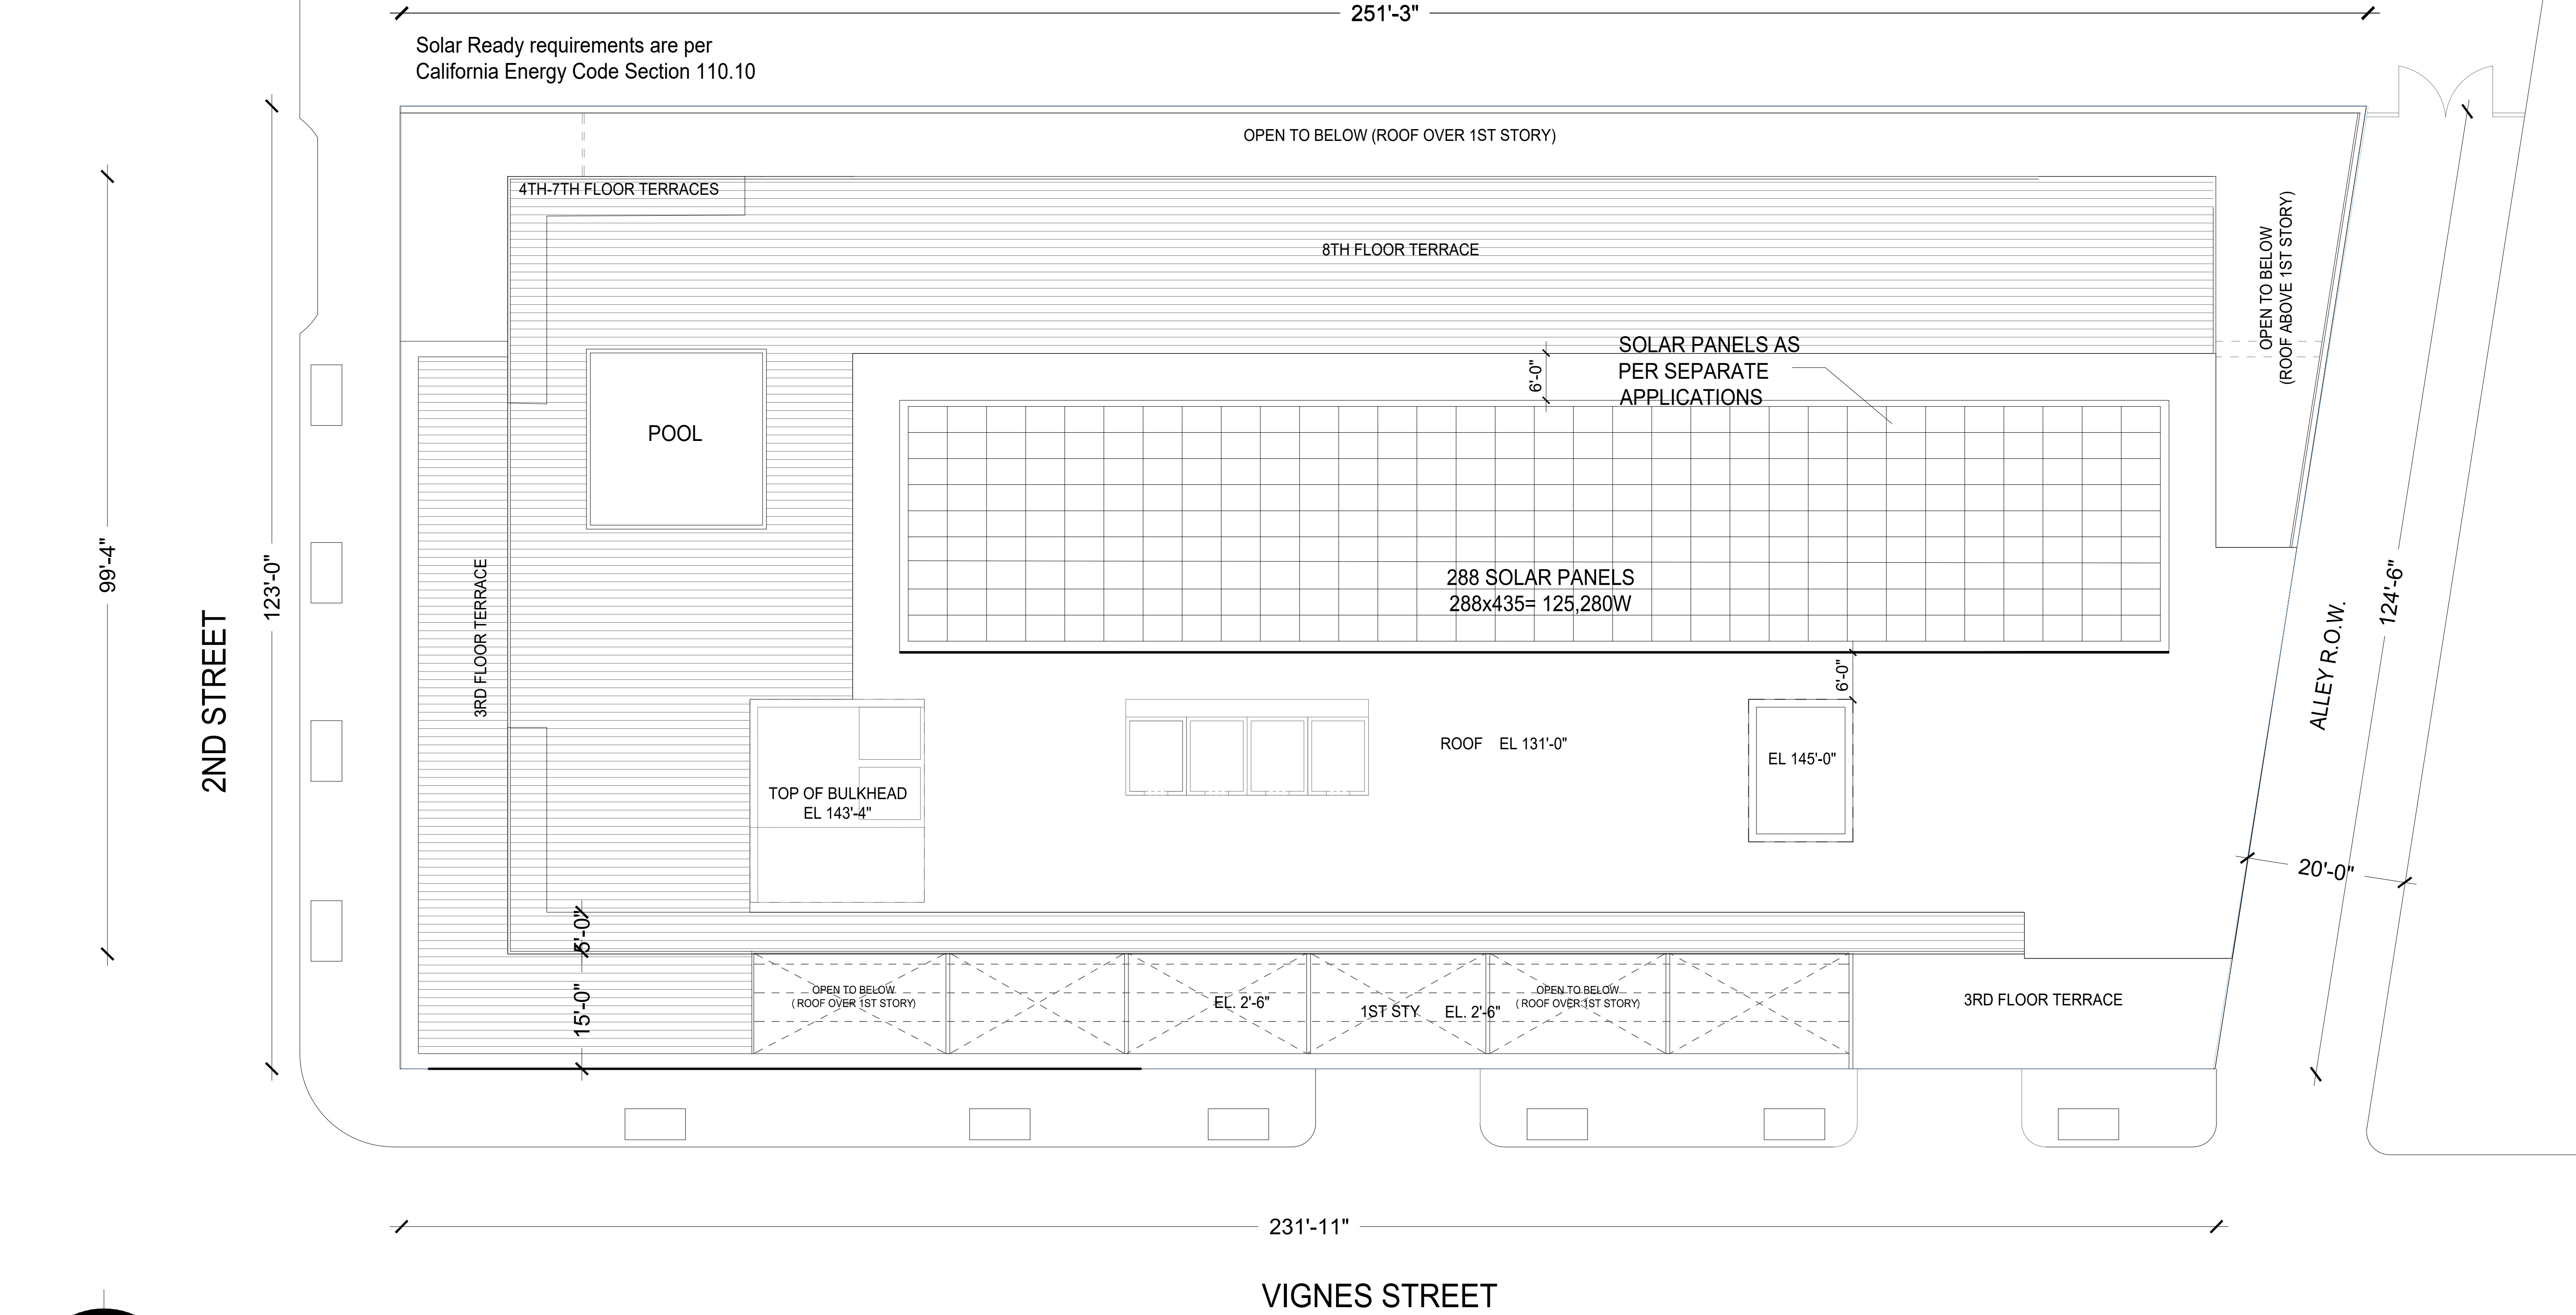 251'-3"
Solar Ready requirements are per
California Energy Code Section 110.10
OPEN TO BELOW (ROOF OVER 1ST STORY)
4TH-7TH FLOOR TERRACES
8TH FLOOR TERRACE
OPEN TO BELOW
(ROOF ABOVE 1ST STORY)
SOLAR PANELS AS
PER SEPARATE
APPLICATIONS
6'-0"
POOL
99'-4"
123'-0"
2ND STREET
3RD FLOOR TERRACE
288 SOLAR PANELS
288x435= 125,280W
124'-6"
ALLEY R.O.W.
6'-0"
ROOF EL 131'-0"
EL 145'-0"
TOP OF BULKHEAD
EL 143'-4"
20'-0"
5'-0"
15'-0"
OPEN TO BELOW
( ROOF OVER 1ST STORY)
EL. 2'-6"
1ST STY EL. 2'-6"
OPEN TO BELOW
( ROOF OVER 1ST STORY)
3RD FLOOR TERRACE
231'-11"
VIGNES STREET